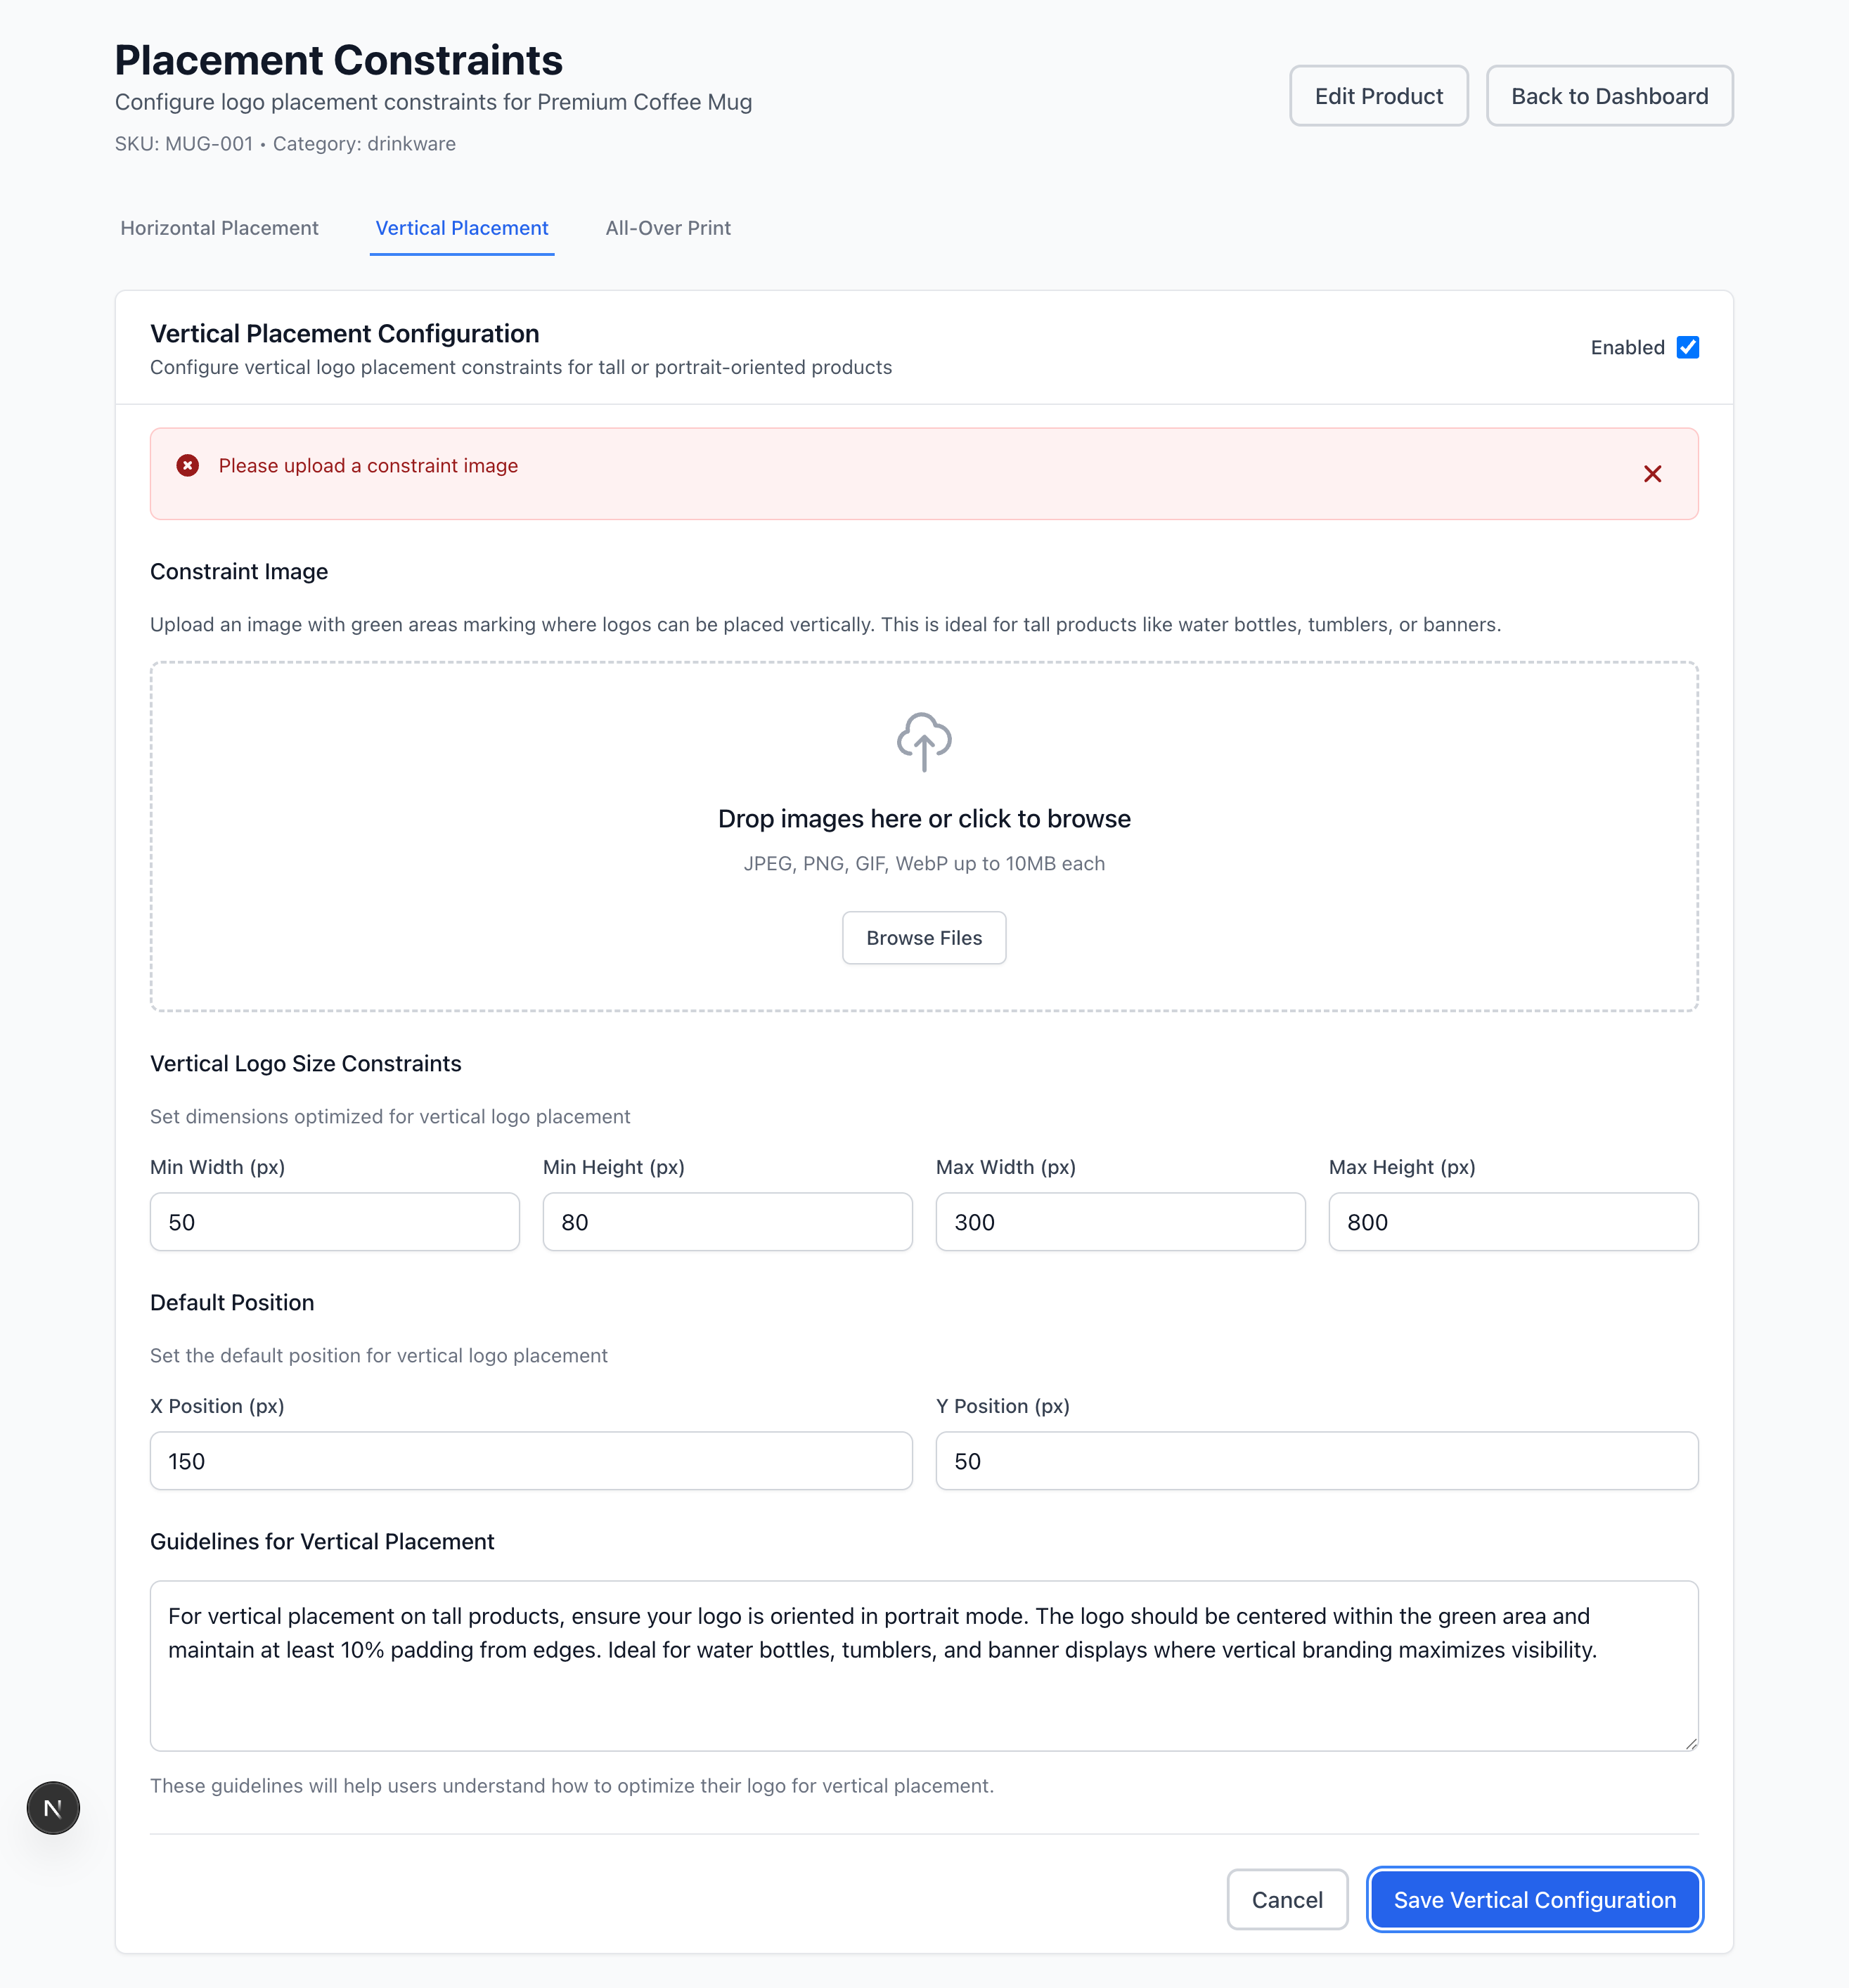 Placement Constraints
Configure logo placement constraints for Premium Coffee Mug
SKU: MUG-001 • Category: drinkware
Edit Product
Back to Dashboard
Horizontal Placement
Vertical Placement
All-Over Print
Vertical Placement Configuration
Configure vertical logo placement constraints for tall or portrait-oriented products
Enabled
Please upload a constraint image
Constraint Image
Upload an image with green areas marking where logos can be placed vertically. This is ideal for tall products like water bottles, tumblers, or banners.
Drop images here or click to browse
JPEG, PNG, GIF, WebP up to 10MB each
Browse Files
Vertical Logo Size Constraints
Set dimensions optimized for vertical logo placement
Min Width (px)
50
Min Height (px)
80
Max Width (px)
300
Max Height (px)
800
Default Position
Set the default position for vertical logo placement
X Position (px)
150
Y Position (px)
50
Guidelines for Vertical Placement
For vertical placement on tall products, ensure your logo is oriented in portrait mode. The logo should be centered within the green area and
maintain at least 10% padding from edges. Ideal for water bottles, tumblers, and banner displays where vertical branding maximizes visibility.
These guidelines will help users understand how to optimize their logo for vertical placement.
N
Cancel
Save Vertical Configuration